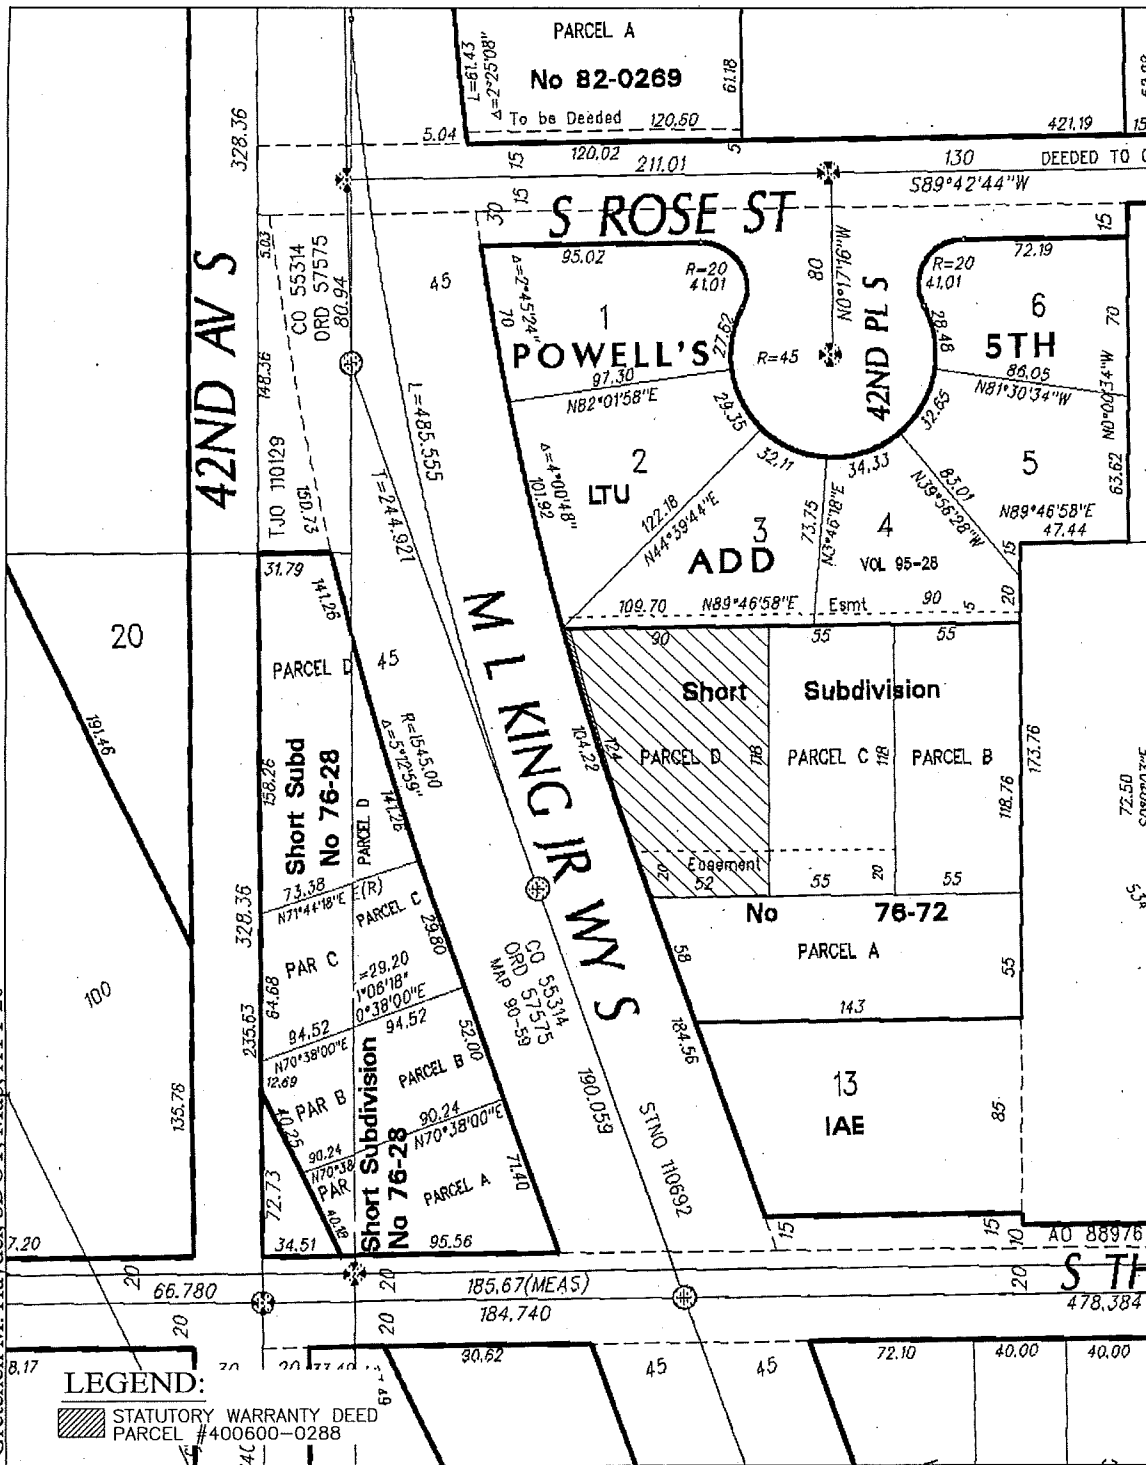 PARCEL A
No 82-0269
L=61.43
Δ=2°25'08"
61.18
To be Deeded 120.50
5.04
120.02
5
421.19
15
211.01
130
DEEDED TO
S89°42'44"W
15
15
30
S ROSE ST
328.36
42ND AV S
5.03
CO 55314
ORD 57575
80.94
148.36
TJO 110129
150.73
45
95.02
R=20
41.01
80
N0°17'16"W
42ND PL S
R=20
41.01
72.19
15
Δ=2°45'24"
70
1
POWELL'S
27.62
R=45
28.48
6
5TH
70
97.30
N82°01'58"E
86.05
N81°30'34"W
N0°00'34"W
L=485.555
T=244.921
29.35
32.11
34.33
32.65
2
LTU
Δ=4°00'48"
101.92
122.18
N44°39'44"E
3
ADD
73.75
N3°46'18"E
4
VOL 95-28
83.01
N39°56'28"W
5
63.62
N89°46'58"E
47.44
15
109.70
N89°46'58"E
Esmt
90
5
20
31.79
141.26
20
191.46
PARCEL D
45
M L KING JR WY S
90
55
55
Short Subdivision
104.22
124
PARCEL D
118
PARCEL C
118
PARCEL B
118.76
173.76
72.50
Easement
20
52
55
20
55
No 76-72
R=1545.00
Δ=5°12'59"
141.26
158.26
Short Subd
No 76-28
PARCEL D
73.38
N71°44'18"E
E(R)
PARCEL C
29.80
328.36
235.63
64.68
PAR C
=29.20
1°06'18"
0°38'00"E
94.52
N70°38'00"E
94.52
52.00
12.69
PAR B
PARCEL B
40.25
Short Subdivision
No 76-28
90.24
N70°38
90.24
N70°38'00"E
71.40
PAR
PARCEL A
72.73
40.18
34.51
95.56
100
135.78
CO 55314
ORD 57575
MAP 90-59
190.059
STNO 110692
58
PARCEL A
55
143
184.56
13
IAE
85
15
15
10
AO 88976
7.20
20
66.780
20
185.67(MEAS)
184.740
20
S TH
478.384
20
20
8.17
30
20
30.62
45
45
72.10
40.00
40.00
LEGEND:
STATUTORY WARRANTY DEED
PARCEL #400600-0288